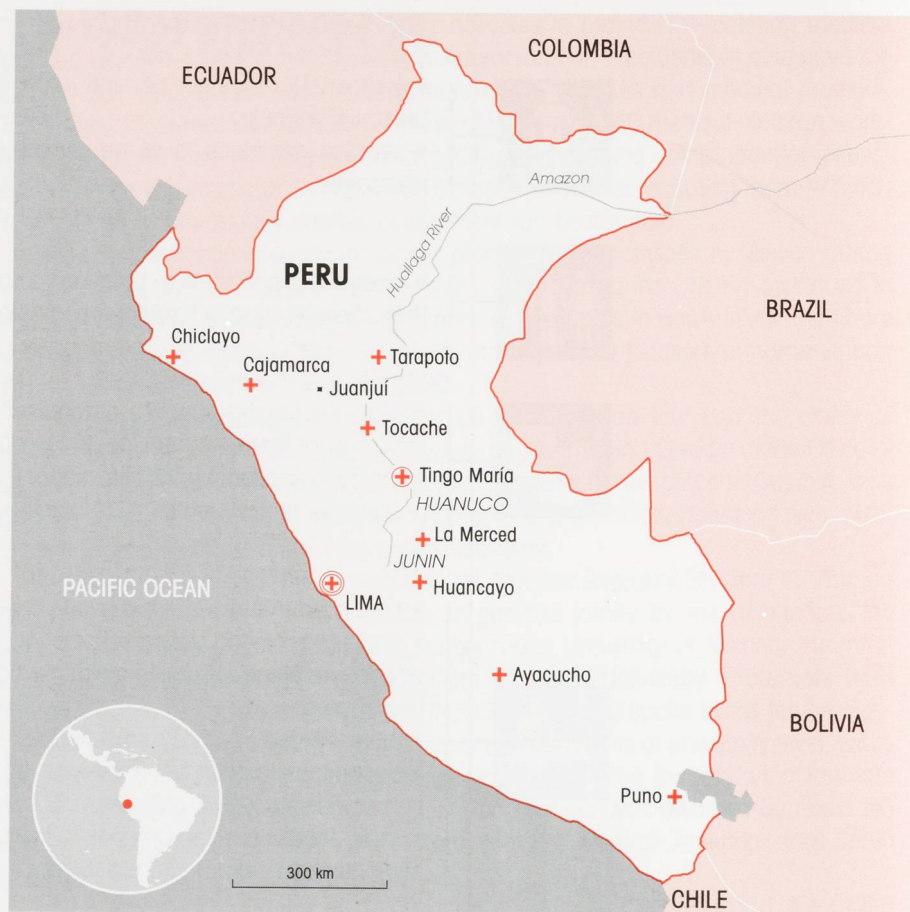 COLOMBIA
ECUADOR
Amazon
Huallaga River
PERU
BRAZIL
Chiclayo
Cajamarca
Tarapoto
Juanjuí
Tocache
Tingo María
HUANUCO
La Merced
JUNIN
PACIFIC OCEAN
Huancayo
LIMA
Ayacucho
BOLIVIA
Puno
300 km
CHILE